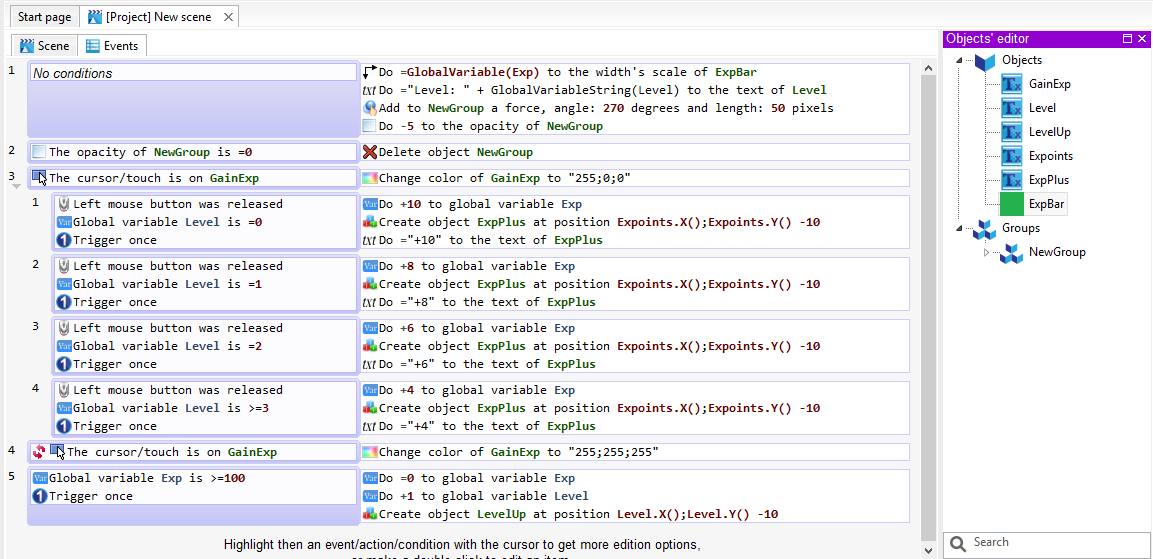 Start page [Project] New scene
Scene Events
Objects' editor
1 No conditions
Do =GlobalVariable(Exp) to the width's scale of ExpBar
Do ="Level: " + GlobalVariableString(Level) to the text of Level
Add to NewGroup a force, angle: 270 degrees and length: 50 pixels
Do -5 to the opacity of NewGroup
2 The opacity of NewGroup is =0
Delete object NewGroup
3 The cursor/touch is on GainExp
Change color of GainExp to "255;0;0"
1 Left mouse button was released
Global variable Level is =0
Trigger once
Do +10 to global variable Exp
Create object ExpPlus at position Expoints.X();Expoints.Y() -10
Do ="+10" to the text of ExpPlus
2 Left mouse button was released
Global variable Level is =1
Trigger once
Do +8 to global variable Exp
Create object ExpPlus at position Expoints.X();Expoints.Y() -10
Do ="+8" to the text of ExpPlus
3 Left mouse button was released
Global variable Level is =2
Trigger once
Do +6 to global variable Exp
Create object ExpPlus at position Expoints.X();Expoints.Y() -10
Do ="+6" to the text of ExpPlus
4 Left mouse button was released
Global variable Level is >=3
Trigger once
Do +4 to global variable Exp
Create object ExpPlus at position Expoints.X();Expoints.Y() -10
Do ="+4" to the text of ExpPlus
4 The cursor/touch is on GainExp
Change color of GainExp to "255;255;255"
5 Global variable Exp is >=100
Trigger once
Do =0 to global variable Exp
Do +1 to global variable Level
Create object LevelUp at position Level.X();Level.Y() -10
Highlight then an event/action/condition with the cursor to get more edition options,
or make a double click to edit an item
Objects
GainExp
Level
LevelUp
Expoints
ExpPlus
ExpBar
Groups
NewGroup
Search